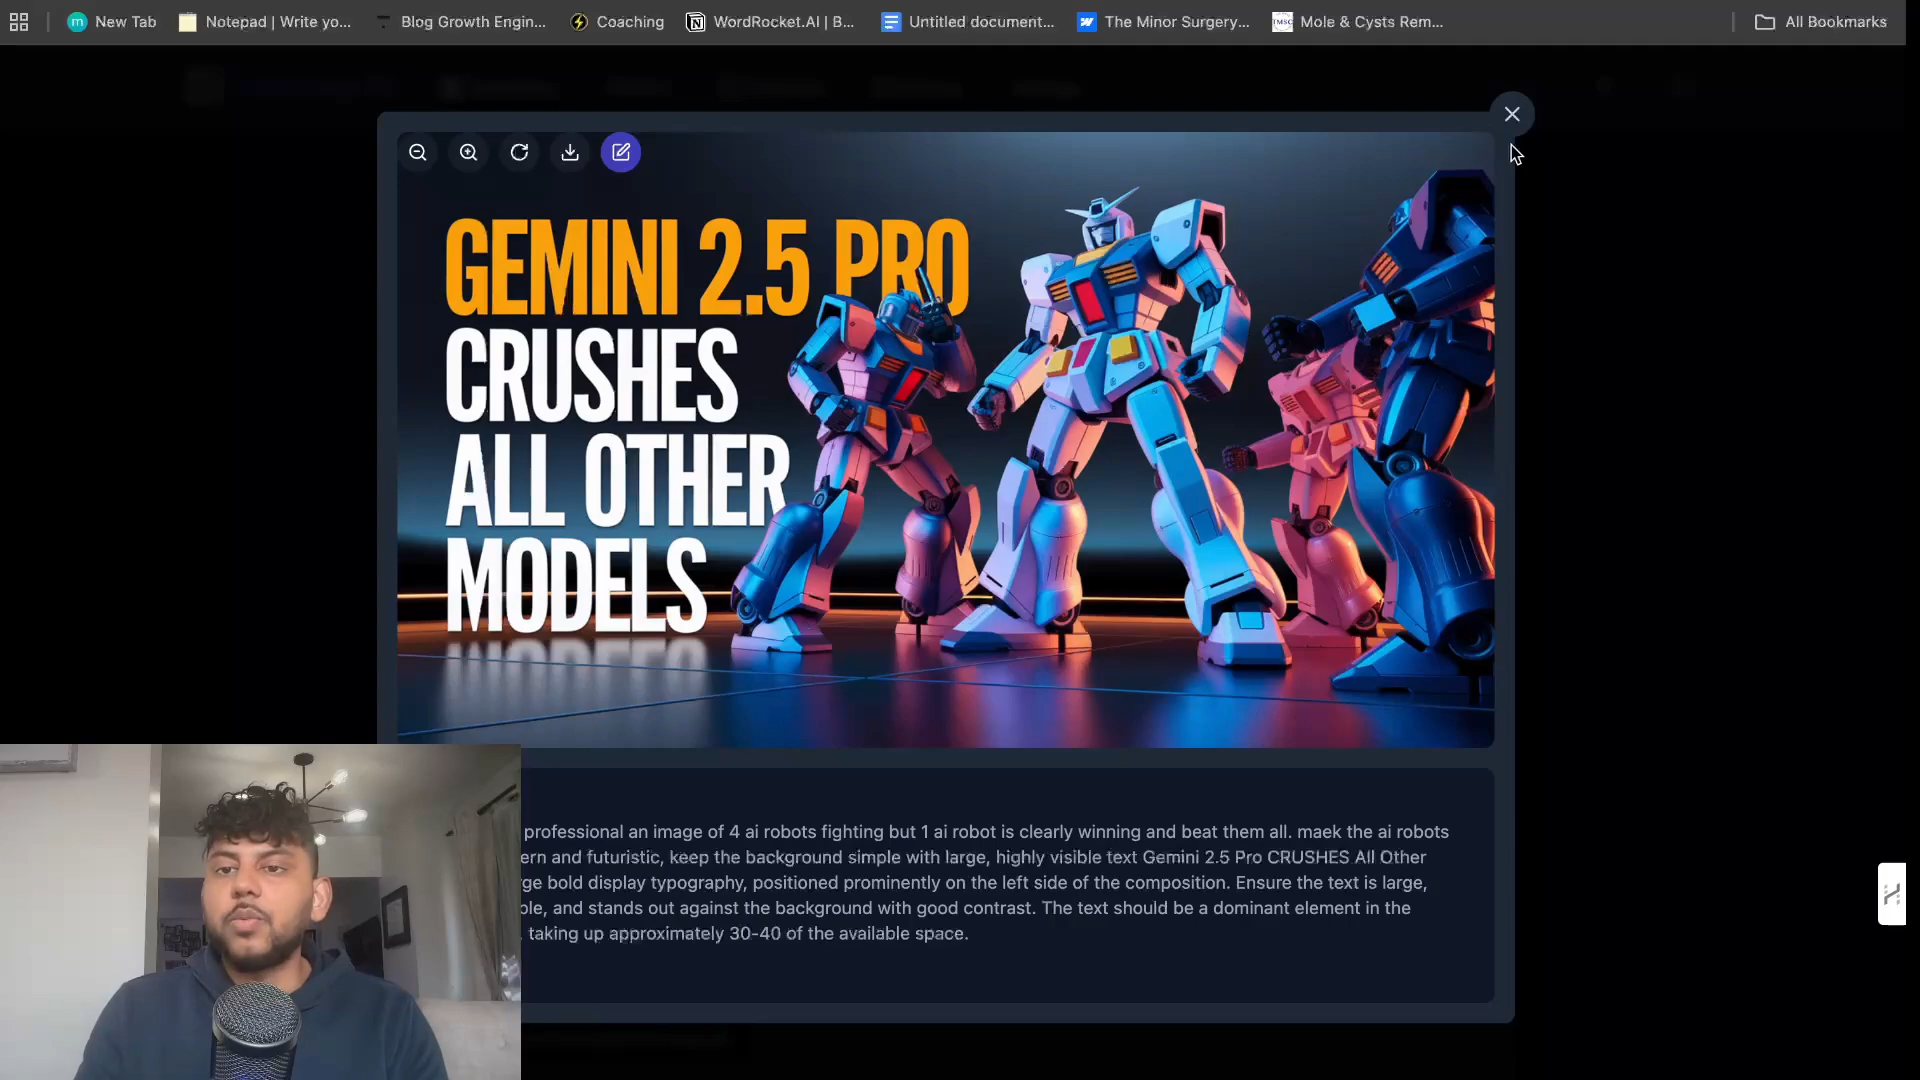 m New Tab Notepad | Write yo... Blog Growth Engin... Coaching WordRocket.AI | B... Untitled document... The Minor Surgery... TMSC Mole & Cysts Rem... All Bookmarks
GEMINI 2.5 PRO
CRUSHES
ALL OTHER
MODELS
professional an image of 4 ai robots fighting but 1 ai robot is clearly winning and beat them all. maek the ai robots
ern and futuristic, keep the background simple with large, highly visible text Gemini 2.5 Pro CRUSHES All Other
rge bold display typography, positioned prominently on the left side of the composition. Ensure the text is large,
ble, and stands out against the background with good contrast. The text should be a dominant element in the
, taking up approximately 30-40 of the available space.